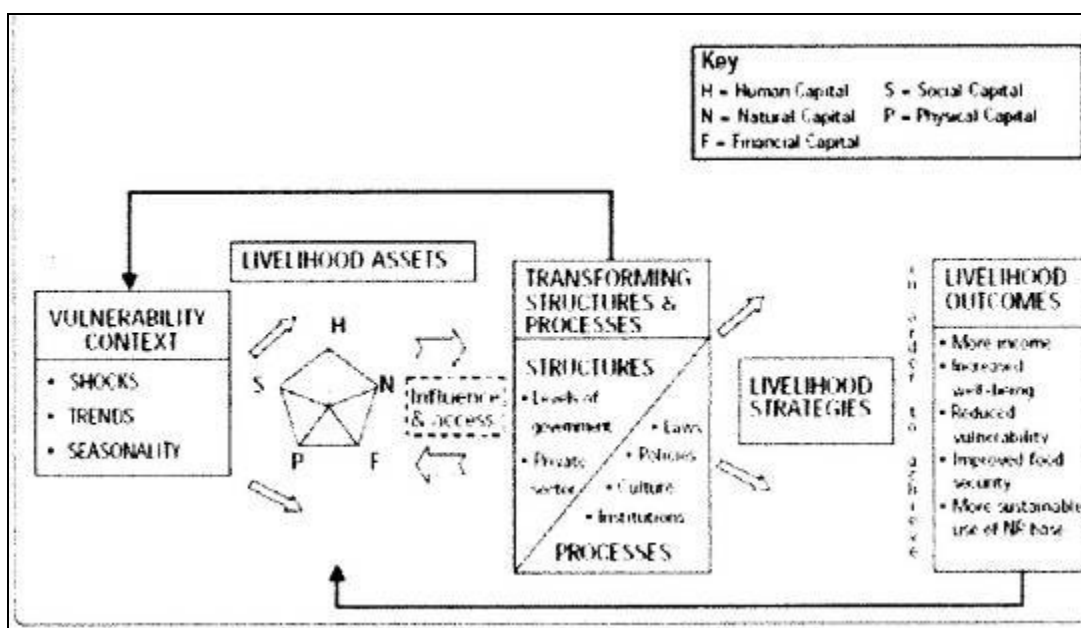 Key
H = Human Capital S = Social Capital
N = Natural Capital P = Physical Capital
F = Financial Capital
LIVELIHOOD ASSETS
VULNERABILITY
CONTEXT
• SHOCKS
• TRENDS
• SEASONALITY
H
S
N
P
F
Influence
& access
TRANSFORMING
STRUCTURES &
PROCESSES
STRUCTURES
• Levels of
government
• Private
sector
• Laws
• Policies
• Culture
• Institutions
PROCESSES
LIVELIHOOD
STRATEGIES
in order to achieve
LIVELIHOOD
OUTCOMES
• More income
• Increased
well-being
• Reduced
vulnerability
• Improved food
security
• More sustainable
use of NR base